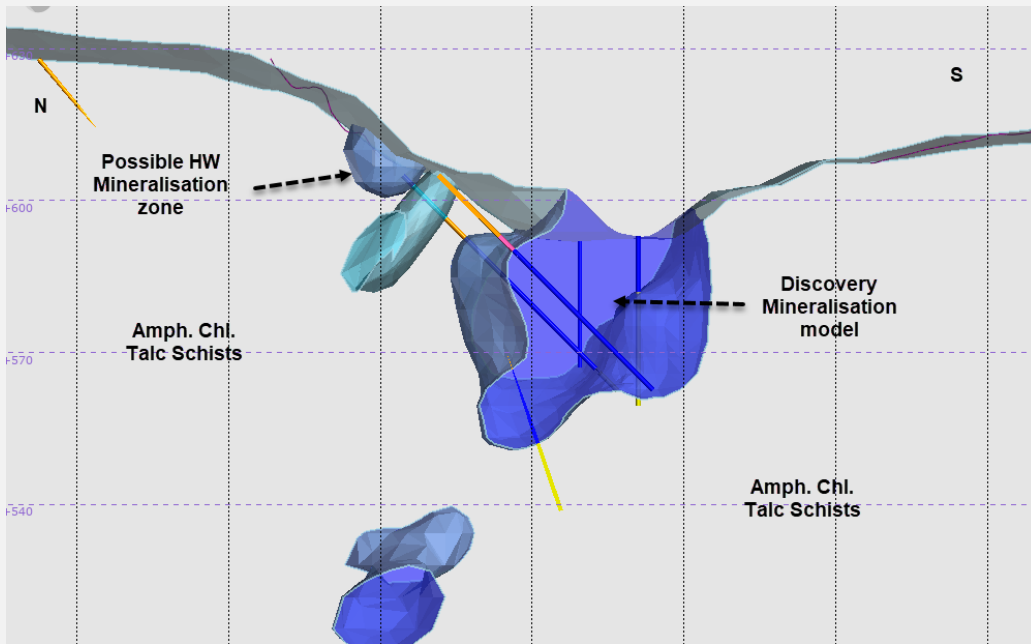 N
S
Possible HW
Mineralisation
zone
+600
Discovery
Mineralisation
model
Amph. Chl.
Talc Schists
+570
Amph. Chl.
Talc Schists
+540